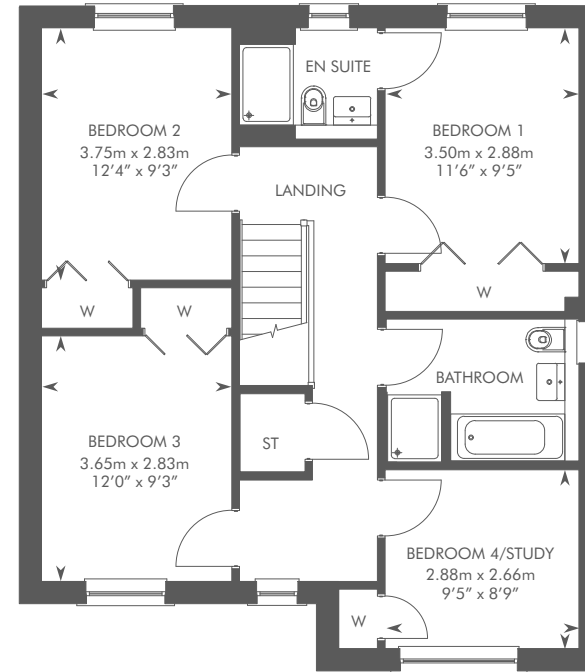 EN SUITE
BEDROOM 2
3.75m x 2.83m
12’4” x 9’3”
BEDROOM 1
3.50m x 2.88m
11’6” x 9’5”
LANDING
W
W
W
BATHROOM
BEDROOM 3
3.65m x 2.83m
12’0” x 9’3”
ST
BEDROOM 4/STUDY
2.88m x 2.66m
9’5” x 8’9”
W